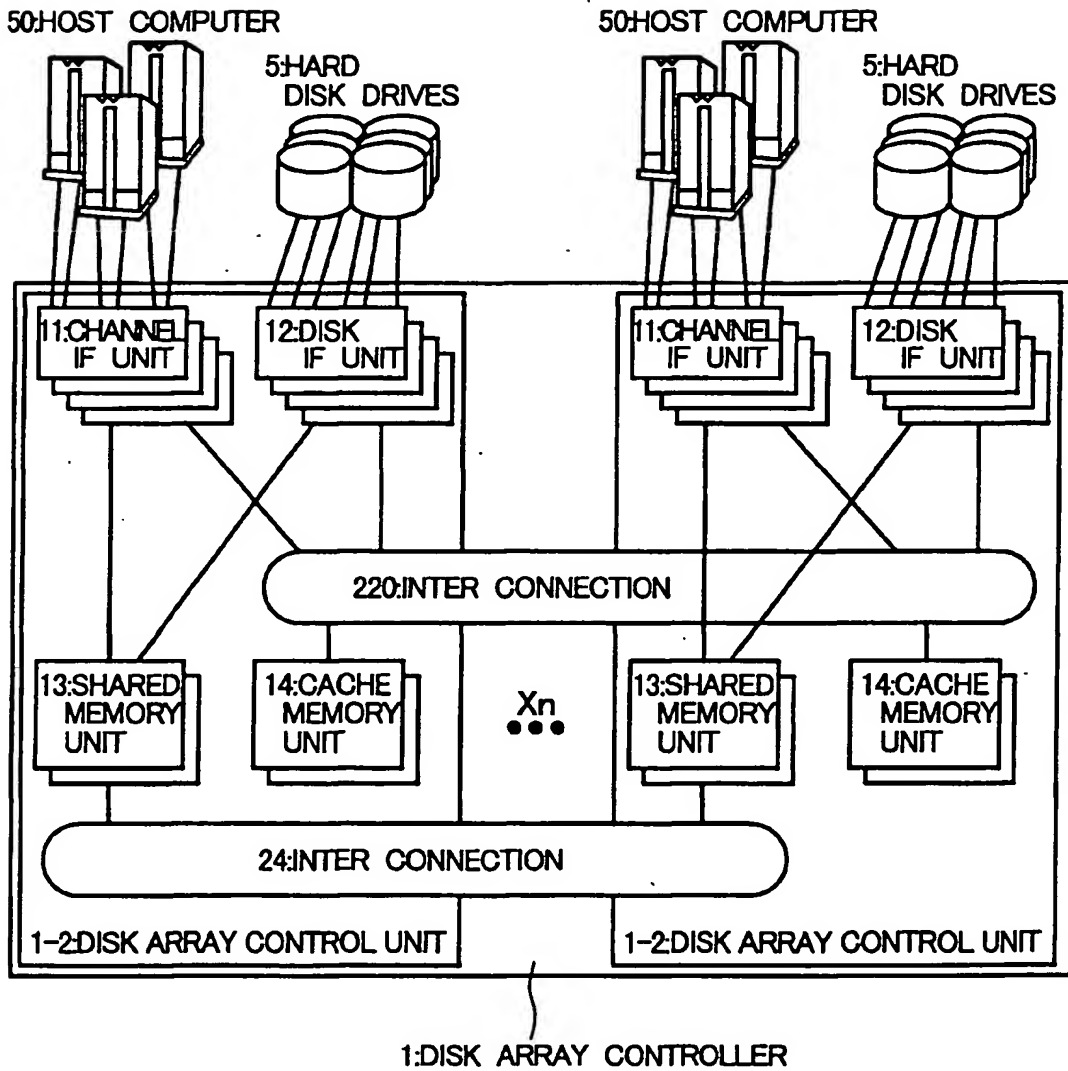 50:HOST COMPUTER
50:HOST COMPUTER
5:HARD
DISK DRIVES
5:HARD
DISK DRIVES
11:CHANNEL
IF UNIT
12:DISK
IF UNIT
11:CHANNEL
IF UNIT
12:DISK
IF UNIT
220:INTER CONNECTION
13:SHARED
MEMORY
UNIT
14:CACHE
MEMORY
UNIT
Xn
13:SHARED
MEMORY
UNIT
14:CACHE
MEMORY
UNIT
24:INTER CONNECTION
1-2:DISK ARRAY CONTROL UNIT
1-2:DISK ARRAY CONTROL UNIT
1:DISK ARRAY CONTROLLER